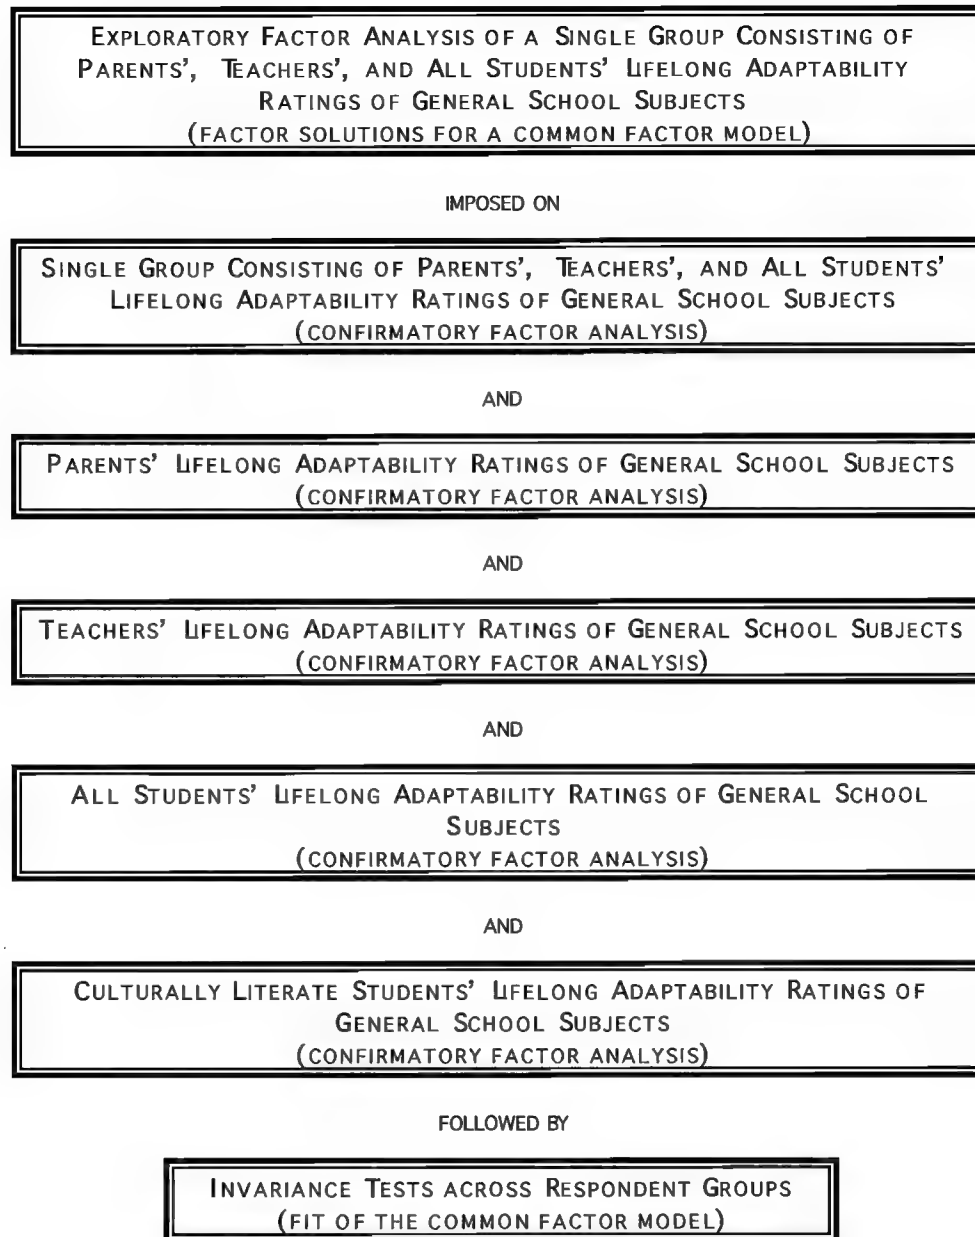 EXPLORATORY FACTOR ANALYSIS OF A SINGLE GROUP CONSISTING OF
PARENTS', TEACHERS', AND ALL STUDENTS' LIFELONG ADAPTABILITY
RATINGS OF GENERAL SCHOOL SUBJECTS
(FACTOR SOLUTIONS FOR A COMMON FACTOR MODEL)
IMPOSED ON
SINGLE GROUP CONSISTING OF PARENTS', TEACHERS', AND ALL STUDENTS'
LIFELONG ADAPTABILITY RATINGS OF GENERAL SCHOOL SUBJECTS
(CONFIRMATORY FACTOR ANALYSIS)
AND
PARENTS' LIFELONG ADAPTABILITY RATINGS OF GENERAL SCHOOL SUBJECTS
(CONFIRMATORY FACTOR ANALYSIS)
AND
TEACHERS' LIFELONG ADAPTABILITY RATINGS OF GENERAL SCHOOL SUBJECTS
(CONFIRMATORY FACTOR ANALYSIS)
AND
ALL STUDENTS' LIFELONG ADAPTABILITY RATINGS OF GENERAL SCHOOL
SUBJECTS
(CONFIRMATORY FACTOR ANALYSIS)
AND
CULTURALLY LITERATE STUDENTS' LIFELONG ADAPTABILITY RATINGS OF
GENERAL SCHOOL SUBJECTS
(CONFIRMATORY FACTOR ANALYSIS)
FOLLOWED BY
INVARIANCE TESTS ACROSS RESPONDENT GROUPS
(FIT OF THE COMMON FACTOR MODEL)